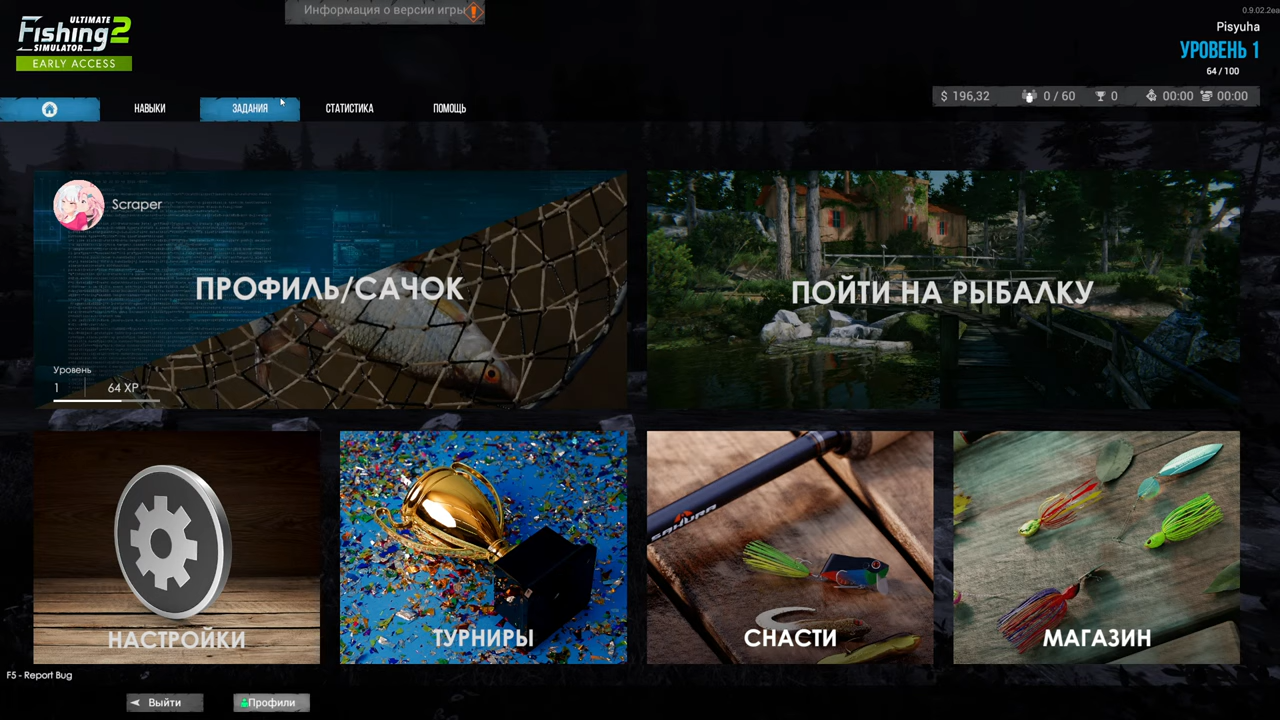 Информация о версии игры
0.9.02.2ea
ULTIMATE
Fishing 2
SIMULATOR
EARLY ACCESS
Pisyuha
УРОВЕНЬ 1
64 / 100
НАВЫКИ
ЗАДАНИЯ
СТАТИСТИКА
ПОМОЩЬ
$ 196,32
0 / 60
0
00:00
00:00
Scraper
ПРОФИЛЬ/САЧОК
Уровень
1
64 XP
ПОЙТИ НА РЫБАЛКУ
НАСТРОЙКИ
ТУРНИРЫ
SAKURA
СНАСТИ
МАГАЗИН
F5 - Report Bug
Выйти
Профили